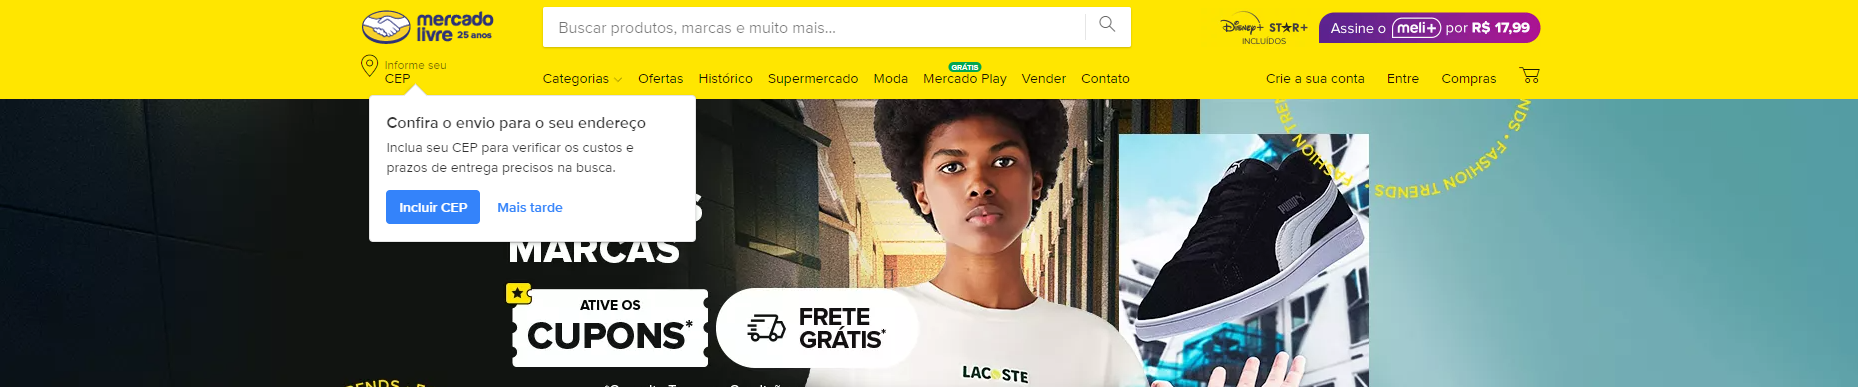 mercado
livre 25 anos
Buscar produtos, marcas e muito mais...
Disney+ STAR+
INCLUÍDOS
Assine o meli+ por R$ 17,99
Informe seu
CEP
Categorias
Ofertas
Histórico
Supermercado
Moda
GRÁTIS
Mercado Play
Vender
Contato
Crie a sua conta
Entre
Compras
Confira o envio para o seu endereço
Inclua seu CEP para verificar os custos e
prazos de entrega precisos na busca.
Incluir CEP
Mais tarde
MARCAS
ATIVE OS
CUPONS*
FRETE
GRÁTIS*
LACOSTE
PUMA
FASHION TRENDS • FASHION TRENDS •